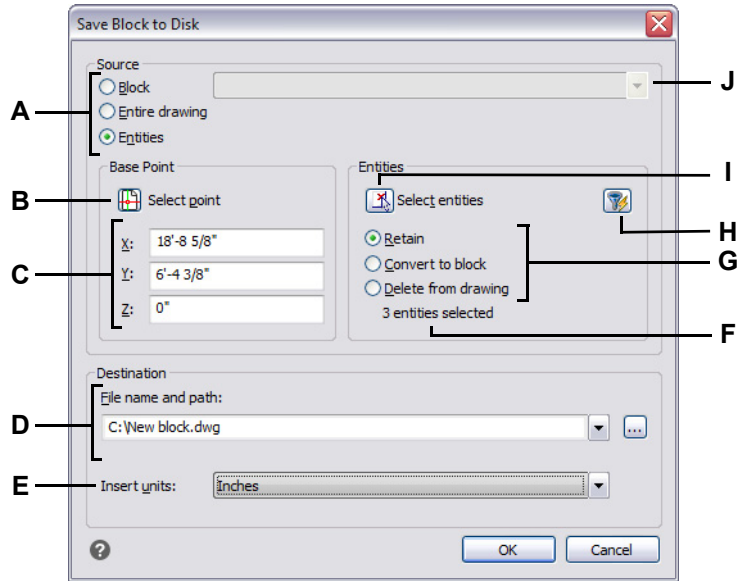 Save Block to Disk
Source
A
Block
J
Entire drawing
Entities
Base Point
Entities
I
B
Select point
Select entities
H
C
X: 18'-8 5/8"
Y: 6'-4 3/8"
Z: 0"
Retain
G
Convert to block
Delete from drawing
3 entities selected
F
Destination
File name and path:
D
C:\New block.dwg
...
E
Insert units:
Inches
?
OK
Cancel